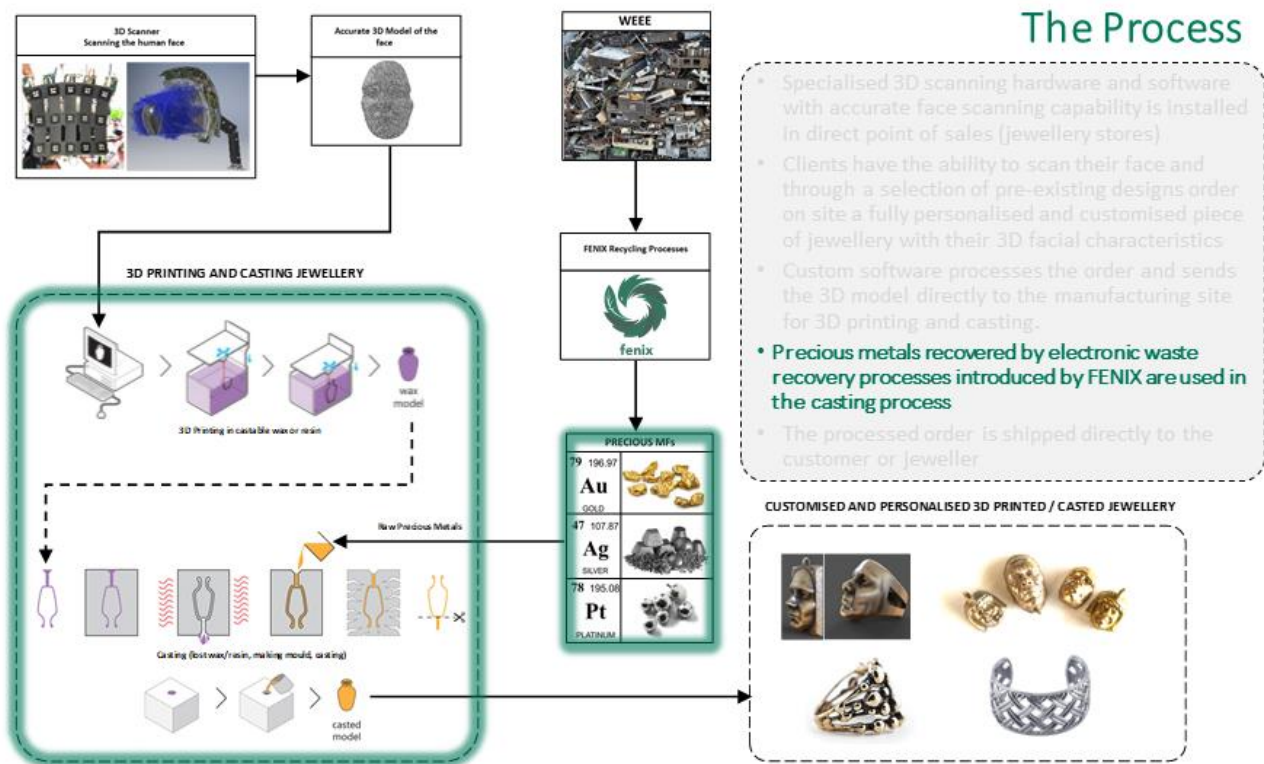 The Process
3D Scanner
Scanning the human face
Accurate 3D Model of the
face
WEEE
• Specialised 3D scanning hardware and software
with accurate face scanning capability is installed
in direct point of sales (jewellery stores)
• Clients have the ability to scan their face and
through a selection of pre-existing designs order
on site a fully personalised and customised piece
of jewellery with their 3D facial characteristics
• Custom software processes the order and sends
the 3D model directly to the manufacturing site
for 3D printing and casting.
• Precious metals recovered by electronic waste
recovery processes introduced by FENIX are used in
the casting process
• The processed order is shipped directly to the
customer or jeweller
FENIX Recycling Processes
fenix
3D PRINTING AND CASTING JEWELLERY
wax
model
3D Printing in castable wax or resin
PRECIOUS MFs
79 196.97
Au
GOLD
47 107.87
Ag
SILVER
78 195.08
Pt
PLATINUM
Raw Precious Metals
Casting (lost wax/resin, making mould, casting)
casted
model
CUSTOMISED AND PERSONALISED 3D PRINTED / CASTED JEWELLERY